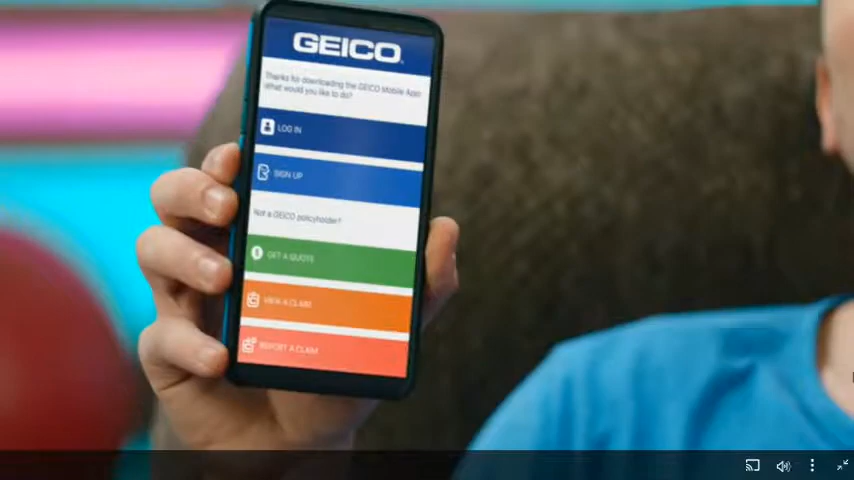 GEICO
Thanks for downloading the GEICO Mobile App!
What would you like to do?
LOG IN
SIGN UP
Not a GEICO policyholder?
GET A QUOTE
VIEW A CLAIM
REPORT A CLAIM